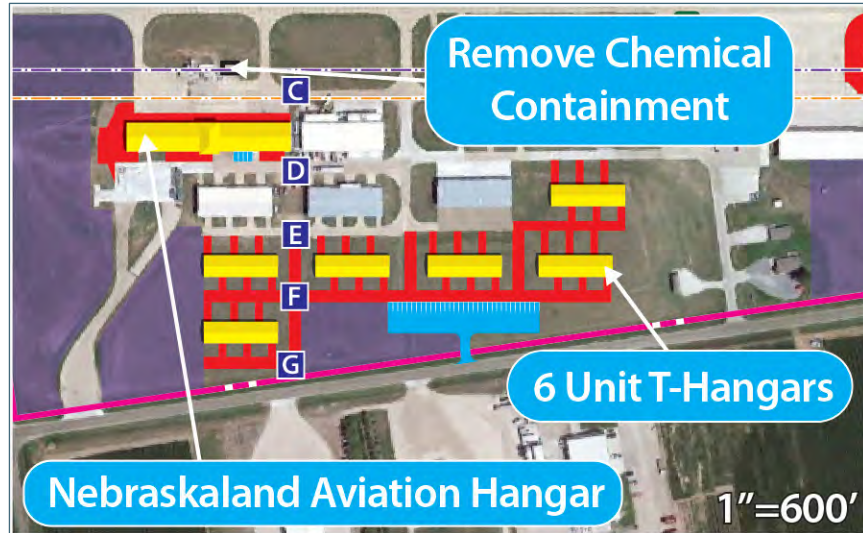 Remove Chemical
Containment
C
D
E
F
G
6 Unit T-Hangars
Nebraskaland Aviation Hangar
1”=600’